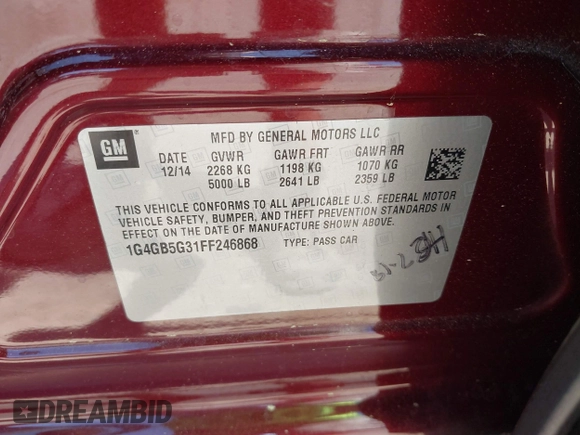 GM
MFD BY GENERAL MOTORS LLC
DATE GVWR GAWR FRT GAWR RR
12/14 2268 KG 1198 KG 1070 KG
5000 LB 2641 LB 2359 LB
THIS VEHICLE CONFORMS TO ALL APPLICABLE U.S. FEDERAL MOTOR
VEHICLE SAFETY, BUMPER, AND THEFT PREVENTION STANDARDS IN
EFFECT ON THE DATE OF MANUFACTURE SHOWN ABOVE.
1G4GB5G31FF246868 TYPE: PASS CAR
DREAMBID